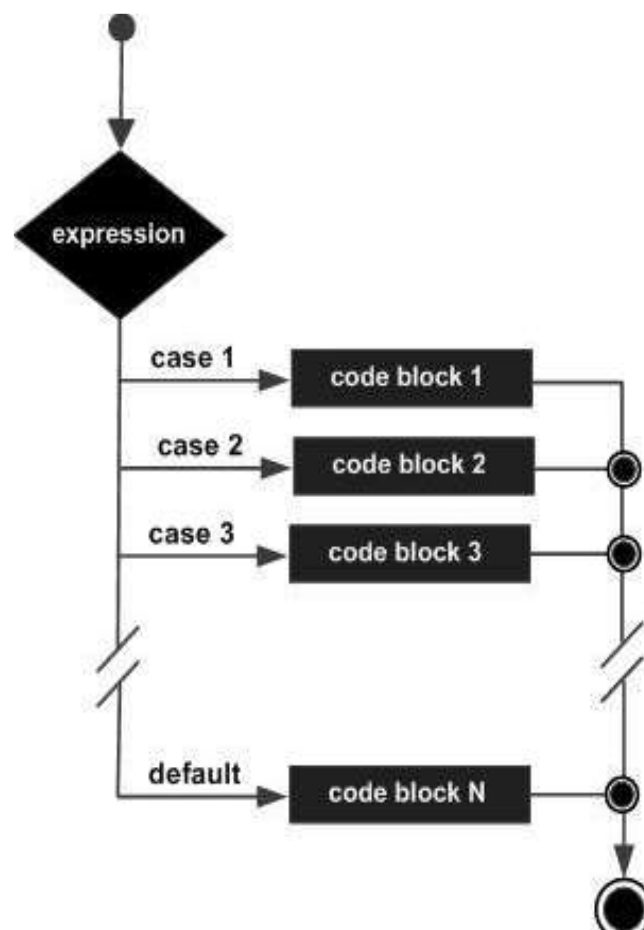 expression
case 1
code block 1
case 2
code block 2
case 3
code block 3
default
code block N